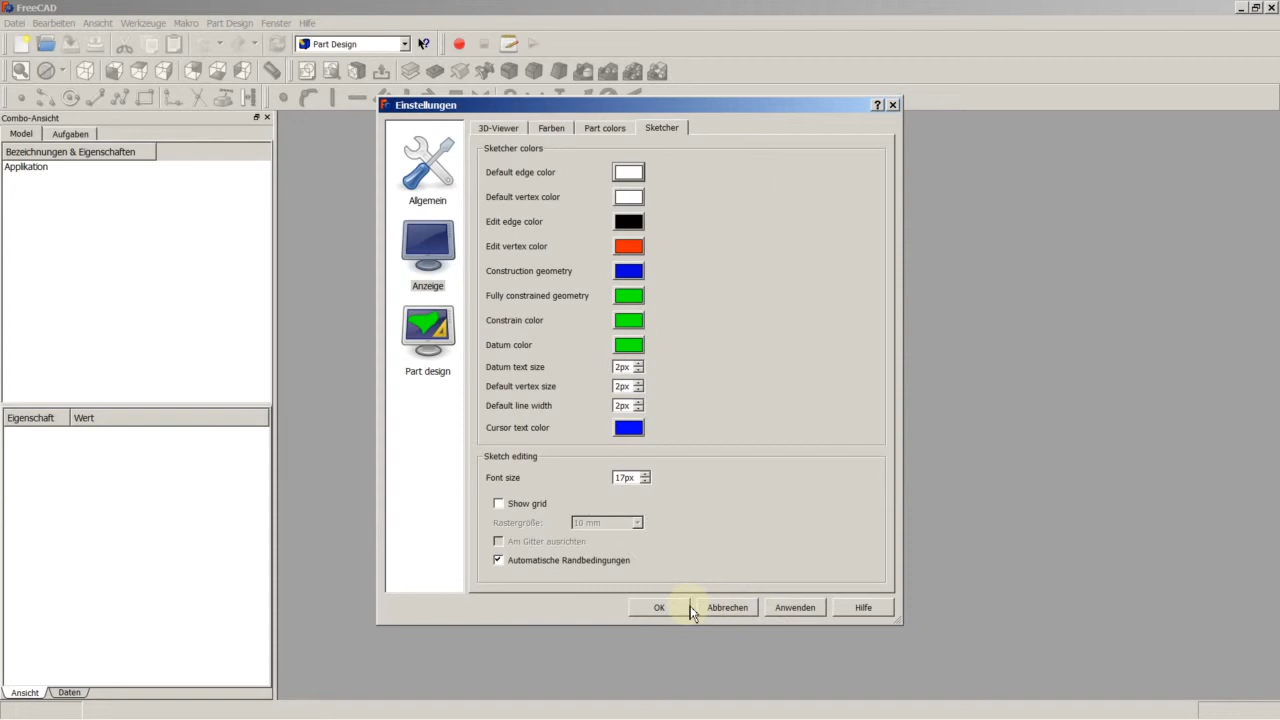 FreeCAD
Datei Bearbeiten Ansicht Werkzeuge Makro Part Design Fenster Hilfe
Part Design
Combo-Ansicht
Model Aufgaben
Bezeichnungen & Eigenschaften
Applikation
Eigenschaft Wert
Ansicht Daten
Einstellungen
Allgemein
Anzeige
Part design
3D-Viewer Farben Part colors Sketcher
Sketcher colors
Default edge color
Default vertex color
Edit edge color
Edit vertex color
Construction geometry
Fully constrained geometry
Constrain color
Datum color
Datum text size 2px
Default vertex size 2px
Default line width 2px
Cursor text color
Sketch editing
Font size 17px
Show grid
Rastergröße: 10 mm
Am Gitter ausrichten
Automatische Randbedingungen
OK Abbrechen Anwenden Hilfe